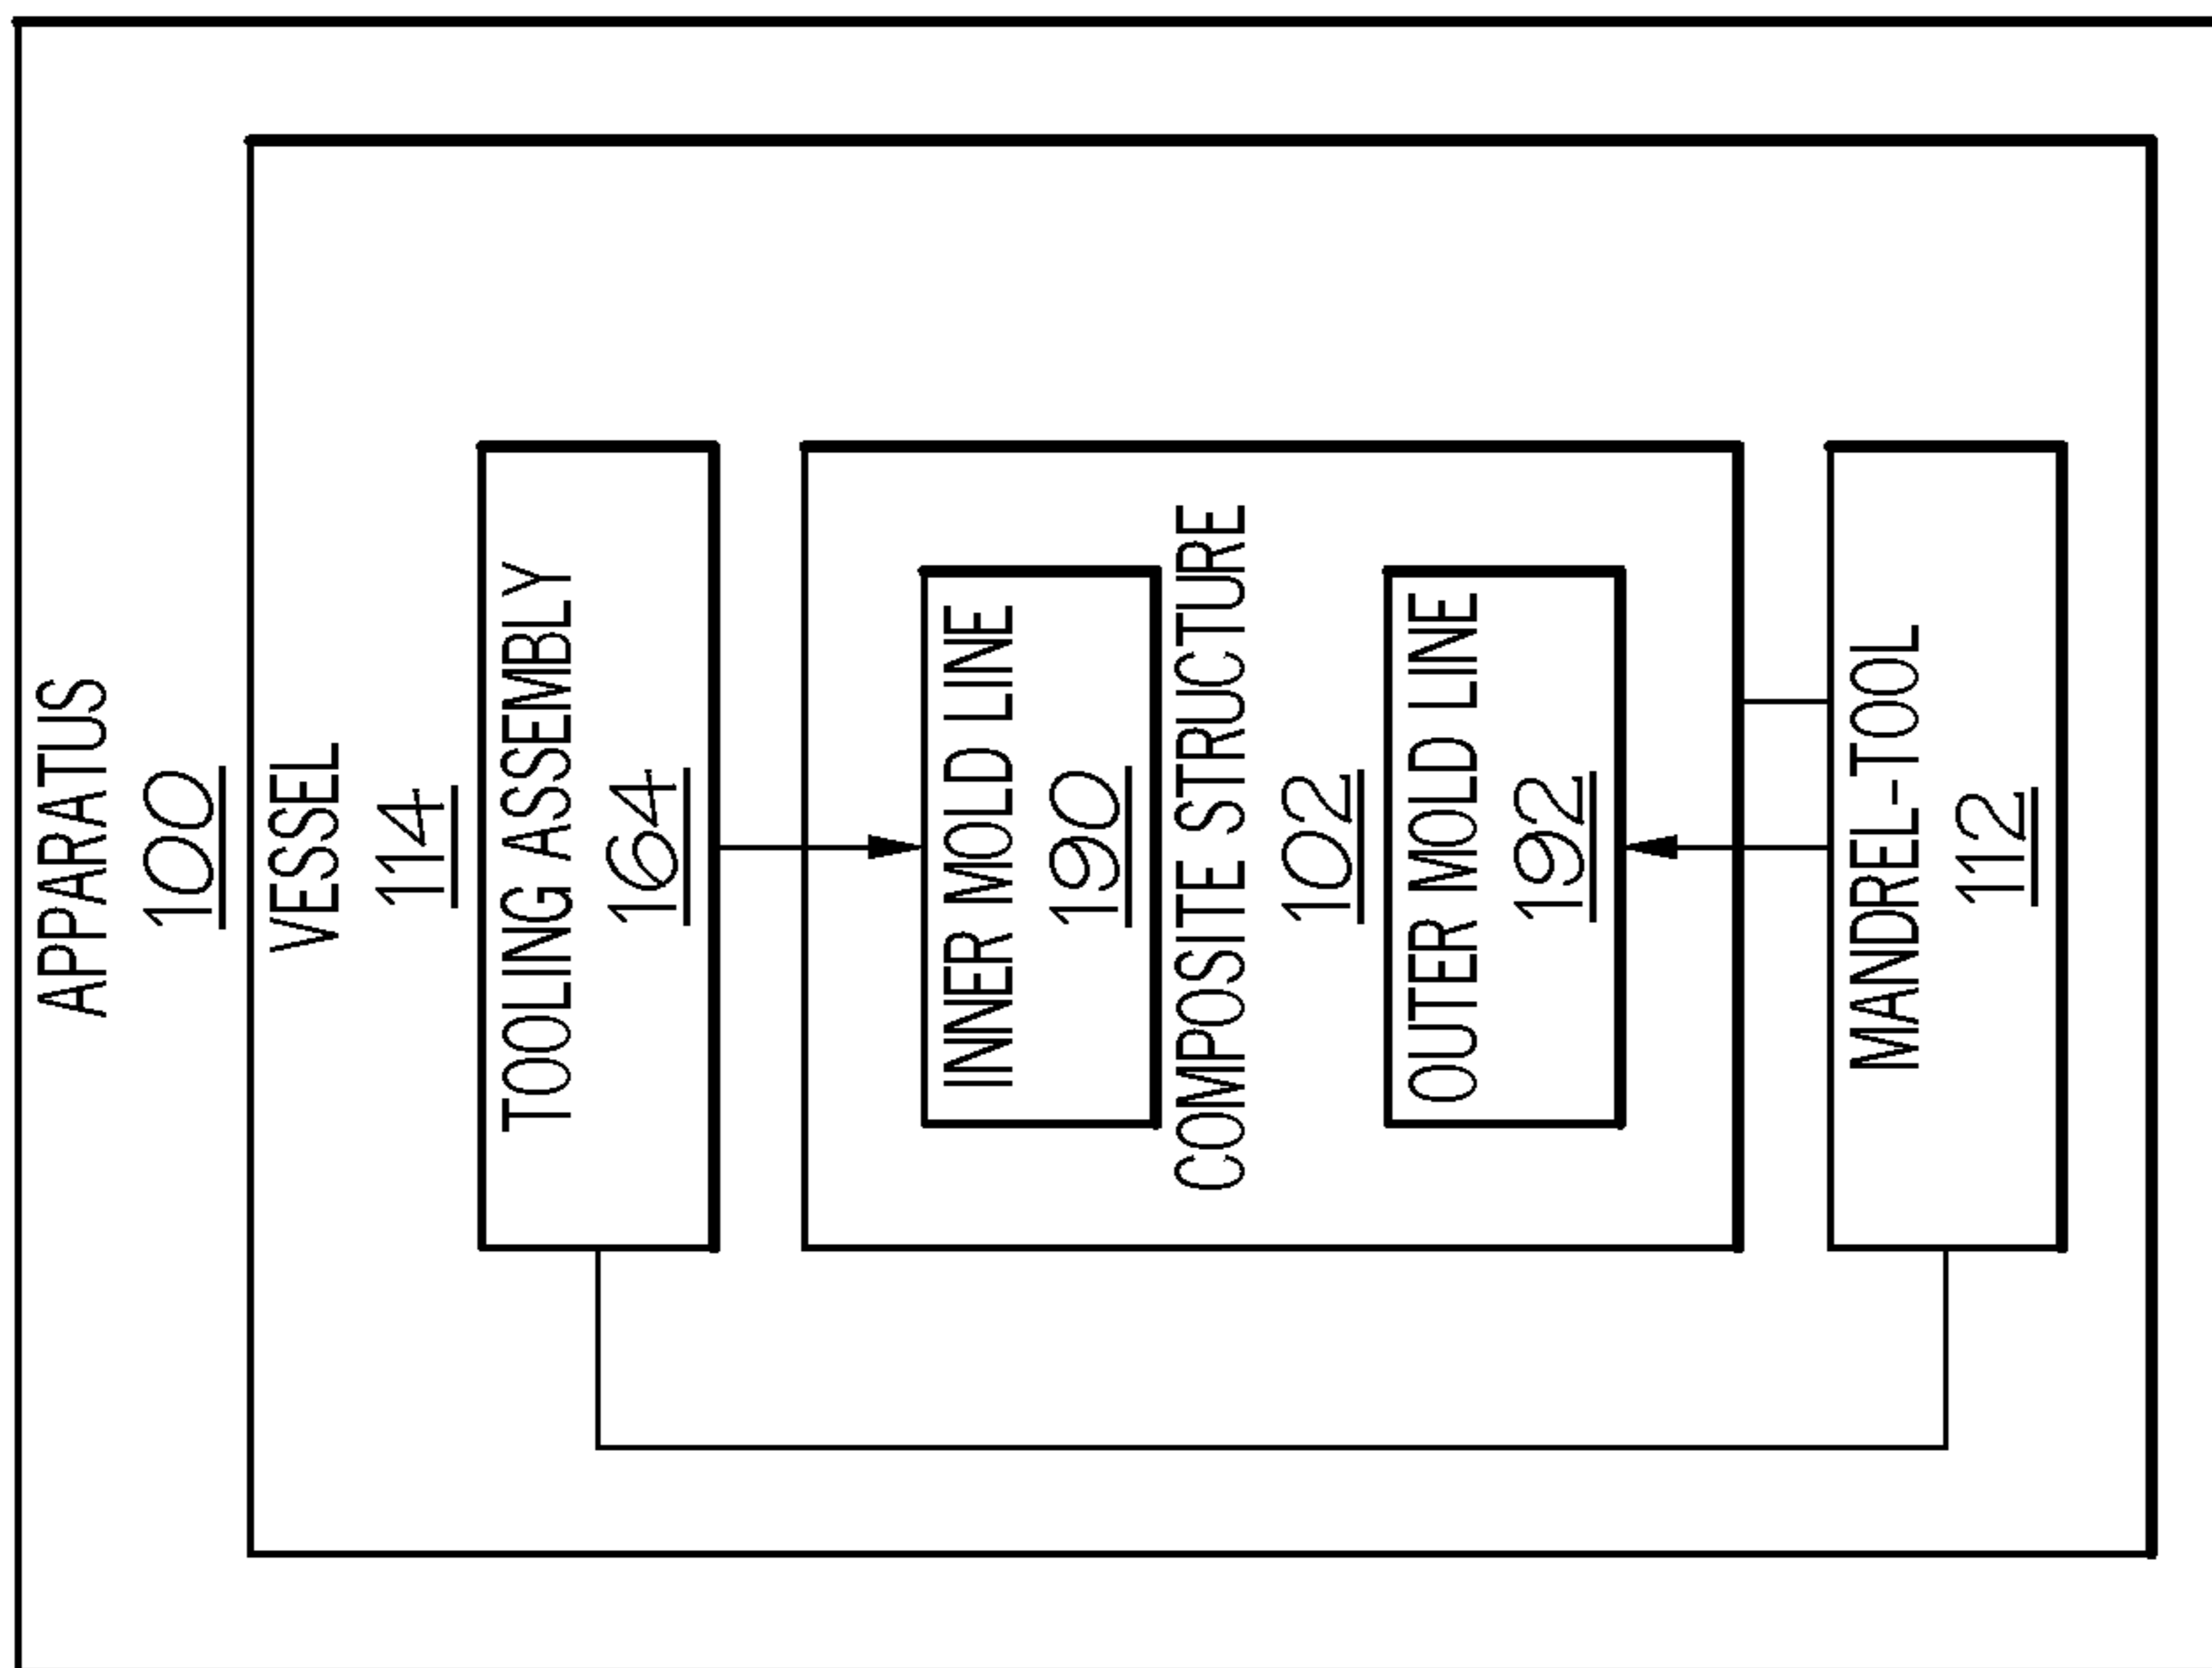 APPARATUS
100
VESSEL
114
TOOLING ASSEMBLY
164
INNER MOLD LINE
190
COMPOSITE STRUCTURE
102
OUTER MOLD LINE
192
MANDREL-TOOL
112